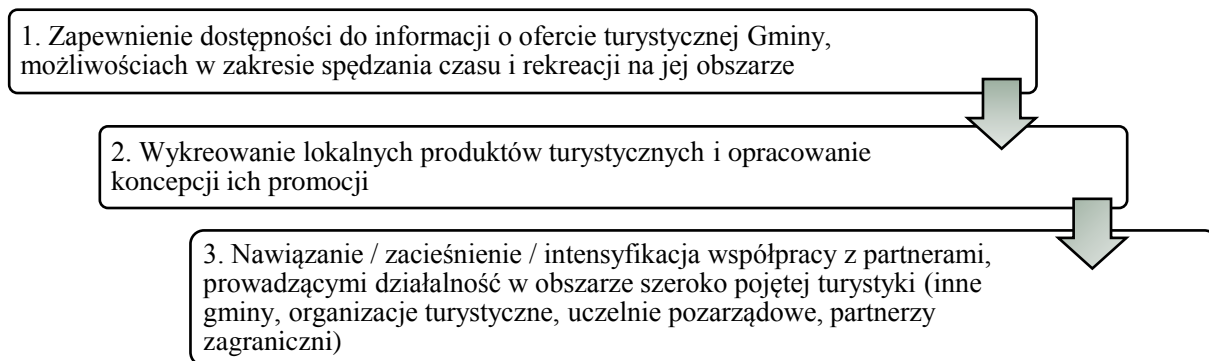 1. Zapewnienie dostępności do informacji o ofercie turystycznej Gminy,
możliwościach w zakresie spędzania czasu i rekreacji na jej obszarze
2. Wykreowanie lokalnych produktów turystycznych i opracowanie
koncepcji ich promocji
3. Nawiązanie / zacieśnienie / intensyfikacja współpracy z partnerami,
prowadzącymi działalność w obszarze szeroko pojętej turystyki (inne
gminy, organizacje turystyczne, uczelnie pozarządowe, partnerzy
zagraniczni)